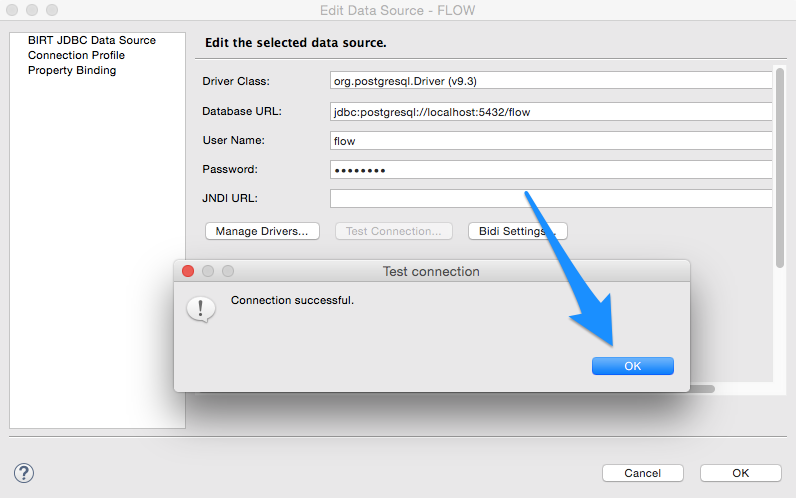 Edit Data Source - FLOW
BIRT JDBC Data Source
Connection Profile
Property Binding
Edit the selected data source.
Driver Class:
org.postgresql.Driver (v9.3)
Database URL:
jdbc:postgresql://localhost:5432/flow
User Name:
flow
Password:
••••••••
JNDI URL:
Manage Drivers...
Test Connection...
Bidi Settings...
Test connection
Connection successful.
OK
?
Cancel
OK